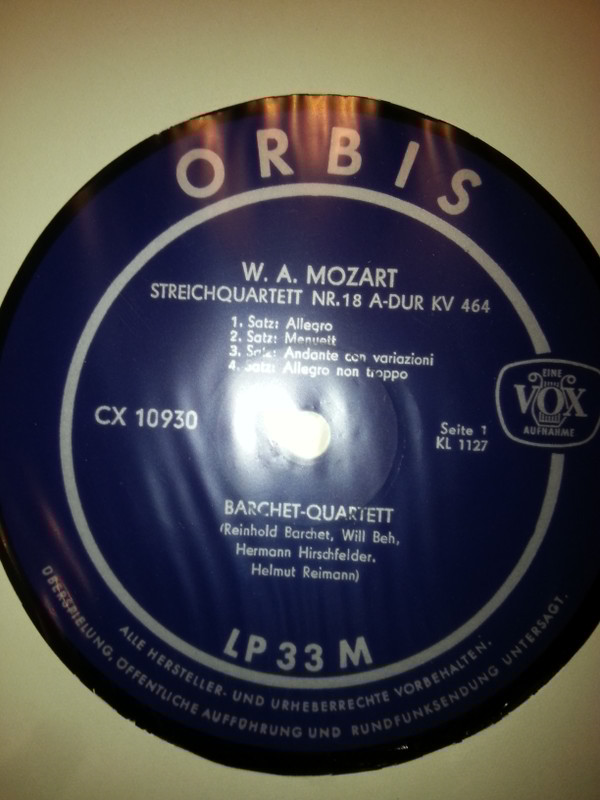 ORBIS
W. A. MOZART
STREICHQUARTETT NR.18 A-DUR KV 464
1. Satz: Allegro
2. Satz: Menuett
3. Satz: Andante con variazioni
4. Satz: Allegro non troppo
CX 10930
Seite 1
KL 1127
EINE
VOX
AUFNAHME
BARCHET-QUARTETT
(Reinhold Barchet, Will Beh,
Hermann Hirschfelder,
Helmut Reimann)
LP 33 M
ALLE HERSTELLER- UND URHEBERRECHTE VORBEHALTEN.
ÜBERSPIELUNG, ÖFFENTLICHE AUFFÜHRUNG UND RUNDFUNKSENDUNG UNTERSAGT.